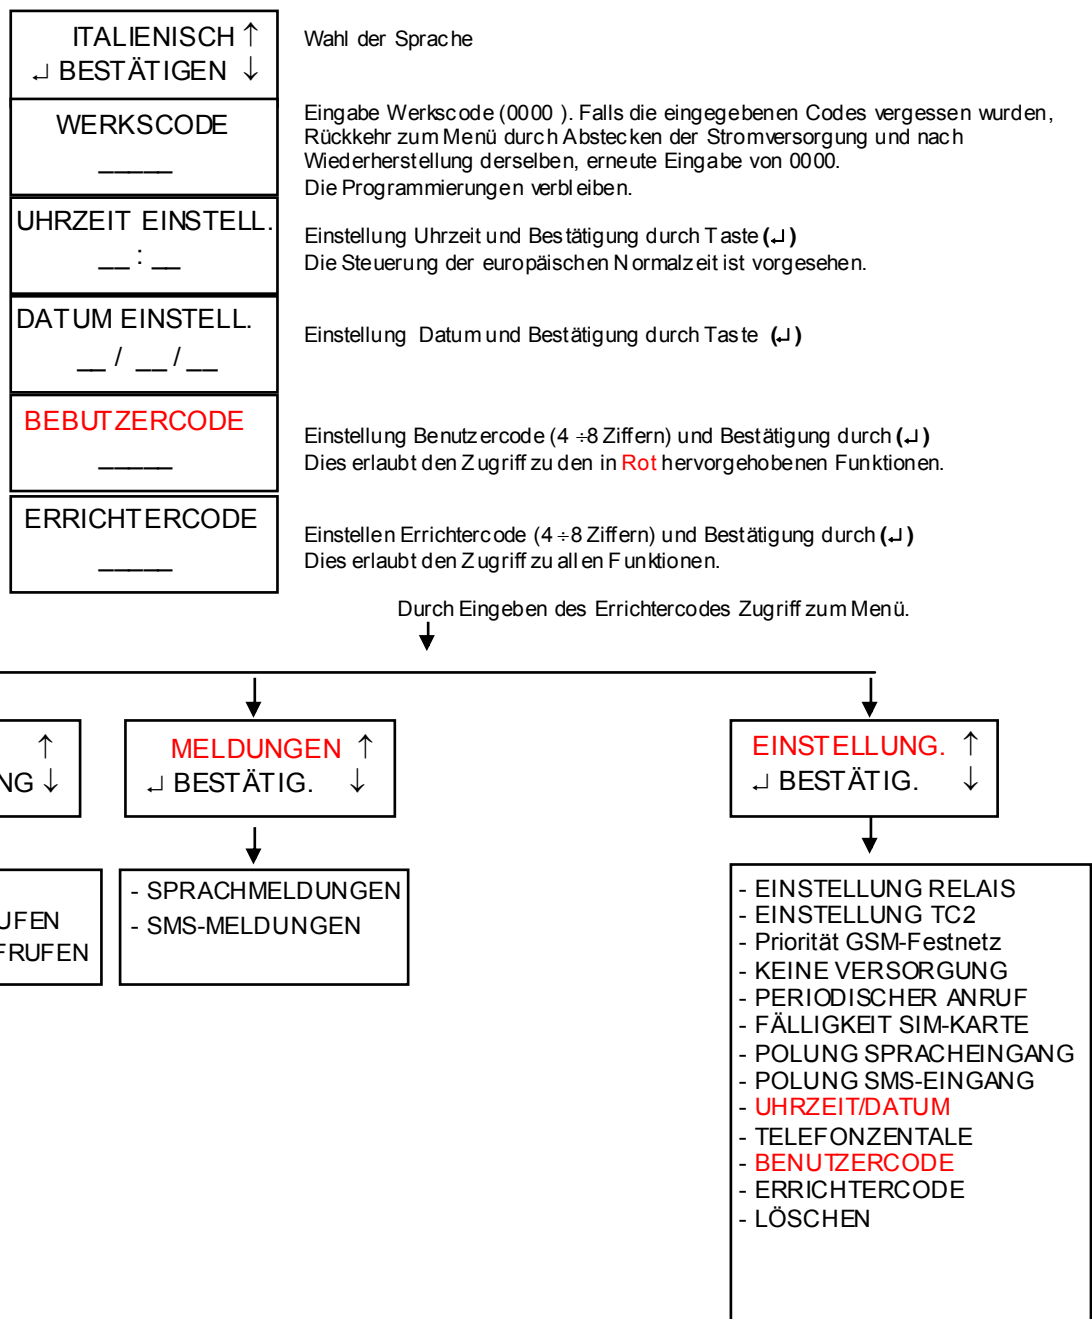 ITALIENISCH ↑
↵ BESTÄTIGEN ↓
Wahl der Sprache
WERKSCODE
_____
Eingabe Werkscode (0000 ). Falls die eingegebenen Codes vergessen wurden,
Rückkehr zum Menü durch Abstecken der Stromversorgung und nach
Wiederherstellung derselben, erneute Eingabe von 0000.
Die Programmierungen verbleiben.
UHRZEIT EINSTELL.
__ : __
Einstellung Uhrzeit und Bestätigung durch Taste (↵)
Die Steuerung der europäischen Normalzeit ist vorgesehen.
DATUM EINSTELL.
__ / __ / __
Einstellung Datum und Bestätigung durch Taste (↵)
BEBUTZERCODE
_____
Einstellung Benutzercode (4 ÷8 Ziffern) und Bestätigung durch (↵)
Dies erlaubt den Zugriff zu den in Rot hervorgehobenen Funktionen.
ERRICHTERCODE
_____
Einstellen Errichtercode (4 ÷8 Ziffern) und Bestätigung durch (↵)
Dies erlaubt den Zugriff zu allen Funktionen.
Durch Eingeben des Errichtercodes Zugriff zum Menü.
↑
NG ↓
UFEN
FRUFEN
MELDUNGEN ↑
↵ BESTÄTIG. ↓
- SPRACHMELDUNGEN
- SMS-MELDUNGEN
EINSTELLUNG. ↑
↵ BESTÄTIG. ↓
- EINSTELLUNG RELAIS
- EINSTELLUNG TC2
- Priorität GSM-Festnetz
- KEINE VERSORGUNG
- PERIODISCHER ANRUF
- FÄLLIGKEIT SIM-KARTE
- POLUNG SPRACHEINGANG
- POLUNG SMS-EINGANG
- UHRZEIT/DATUM
- TELEFONZENTALE
- BENUTZERCODE
- ERRICHTERCODE
- LÖSCHEN